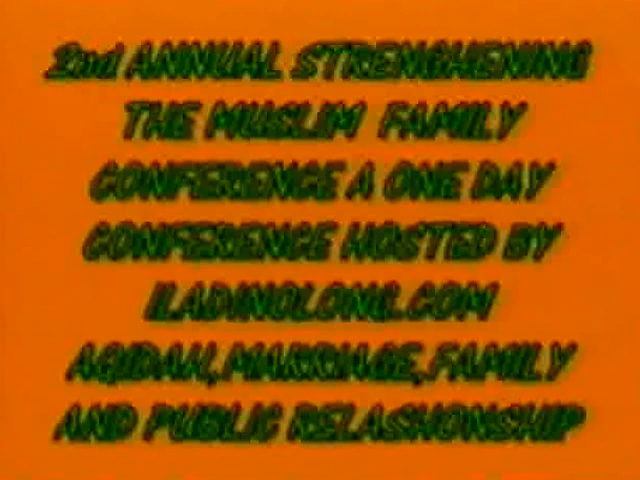 2nd ANNUAL STRENGHENING
THE MUSLIM FAMILY
CONFERENCE A ONE DAY
CONFERENCE HOSTED BY
AQIDAH,MARRIAGE,FAMILY
AND PUBLIC RELASHONSHIP